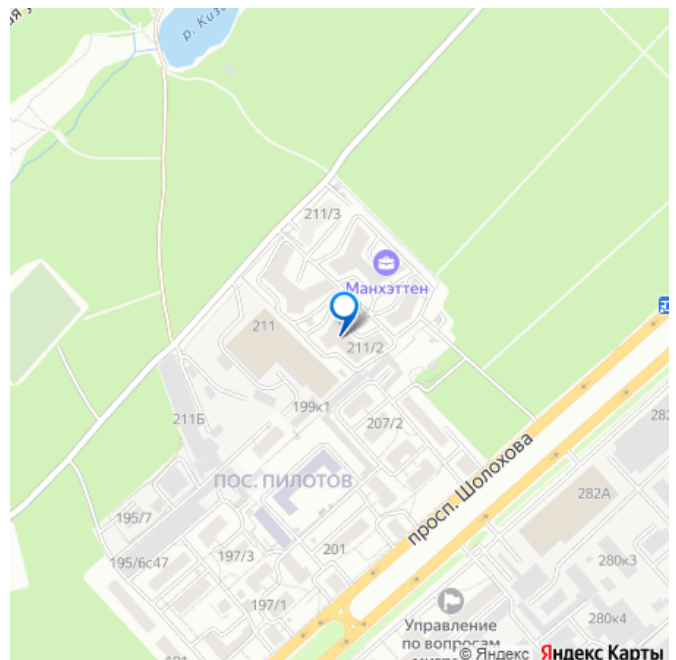 р. Киз
211/3
Манхэттен
211
211/2
199к1
211Б
207/2
ПОС. ПИЛОТОВ
просп. Шолохова
282А
195/7
195/6с47
197/3
201
280к3
197/1
280к4
Управление
по вопросам
© Яндекс Яндекс Карты